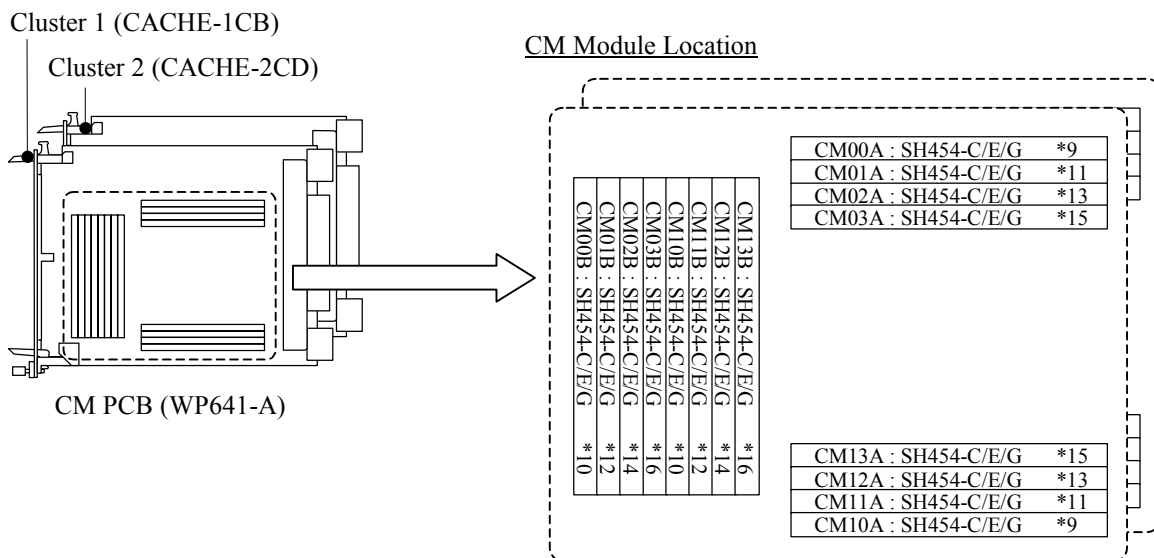 Cluster 1 (CACHE-1CB)
Cluster 2 (CACHE-2CD)
CM PCB (WP641-A)
CM Module Location
CM00A : SH454-C/E/G *9
CM01A : SH454-C/E/G *11
CM02A : SH454-C/E/G *13
CM03A : SH454-C/E/G *15
CM13B : SH454-C/E/G *16
CM12B : SH454-C/E/G *14
CM11B : SH454-C/E/G *12
CM10B : SH454-C/E/G *10
CM03B : SH454-C/E/G *16
CM02B : SH454-C/E/G *14
CM01B : SH454-C/E/G *12
CM00B : SH454-C/E/G *10
CM13A : SH454-C/E/G *15
CM12A : SH454-C/E/G *13
CM11A : SH454-C/E/G *11
CM10A : SH454-C/E/G *9